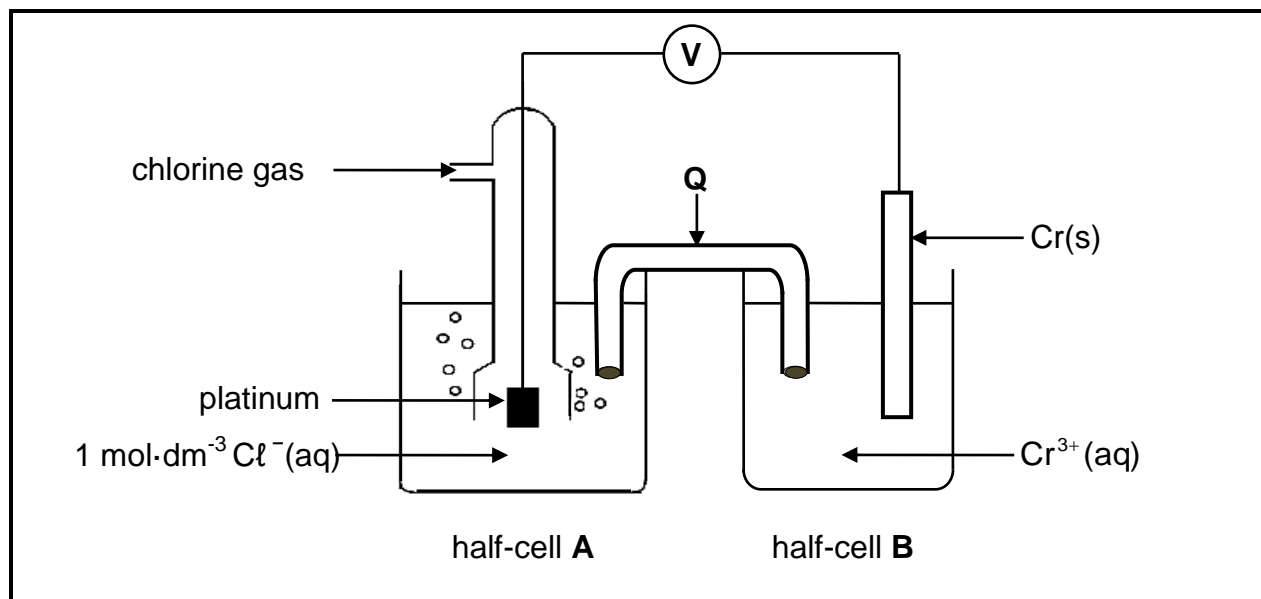 V
chlorine gas
Q
Cr(s)
platinum
1 mol·dm⁻³ Cℓ⁻(aq)
Cr³⁺(aq)
half-cell A
half-cell B